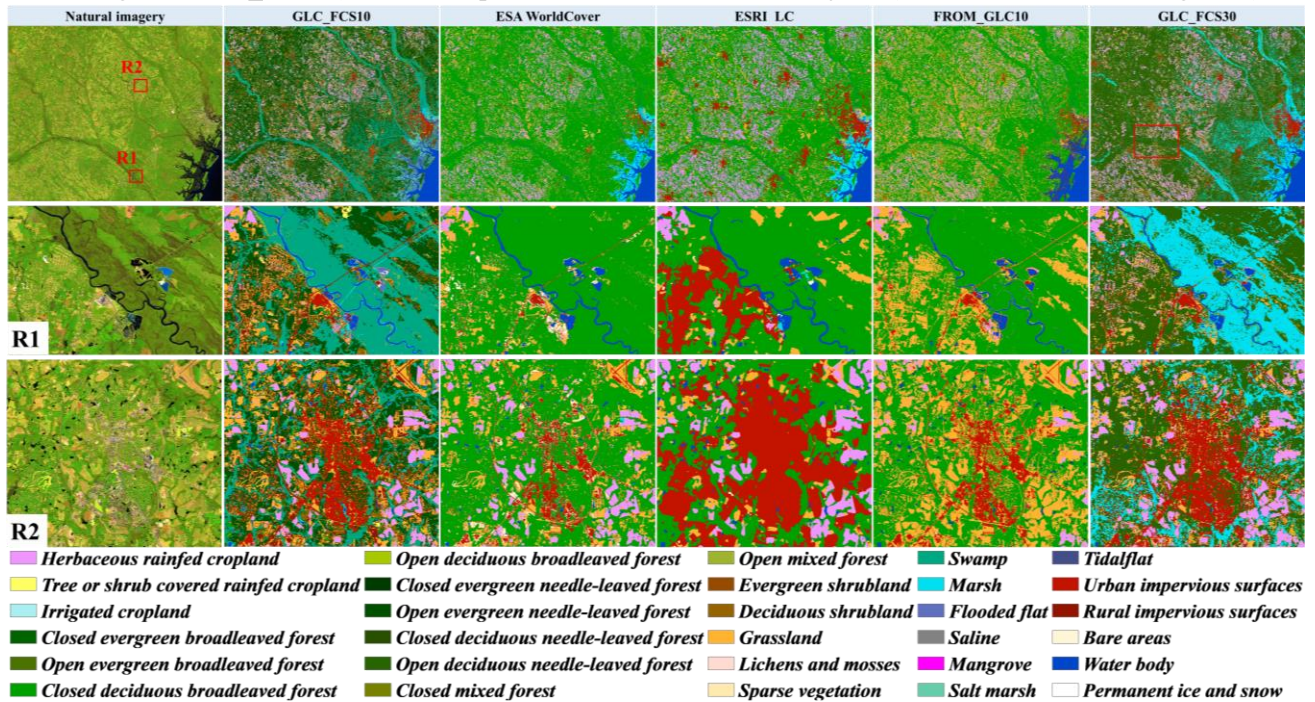 Natural imagery GLC_FCS10 ESA WorldCover ESRI LC FROM_GLC10 GLC_FCS30
R2
R1
R1
R2
Herbaceous rainfed cropland Open deciduous broadleaved forest Open mixed forest Swamp Tidalflat
Tree or shrub covered rainfed cropland Closed evergreen needle-leaved forest Evergreen shrubland Marsh Urban impervious surfaces
Irrigated cropland Open evergreen needle-leaved forest Deciduous shrubland Flooded flat Rural impervious surfaces
Closed evergreen broadleaved forest Closed deciduous needle-leaved forest Grassland Saline Bare areas
Open evergreen broadleaved forest Open deciduous needle-leaved forest Lichens and mosses Mangrove Water body
Closed deciduous broadleaved forest Closed mixed forest Sparse vegetation Salt marsh Permanent ice and snow